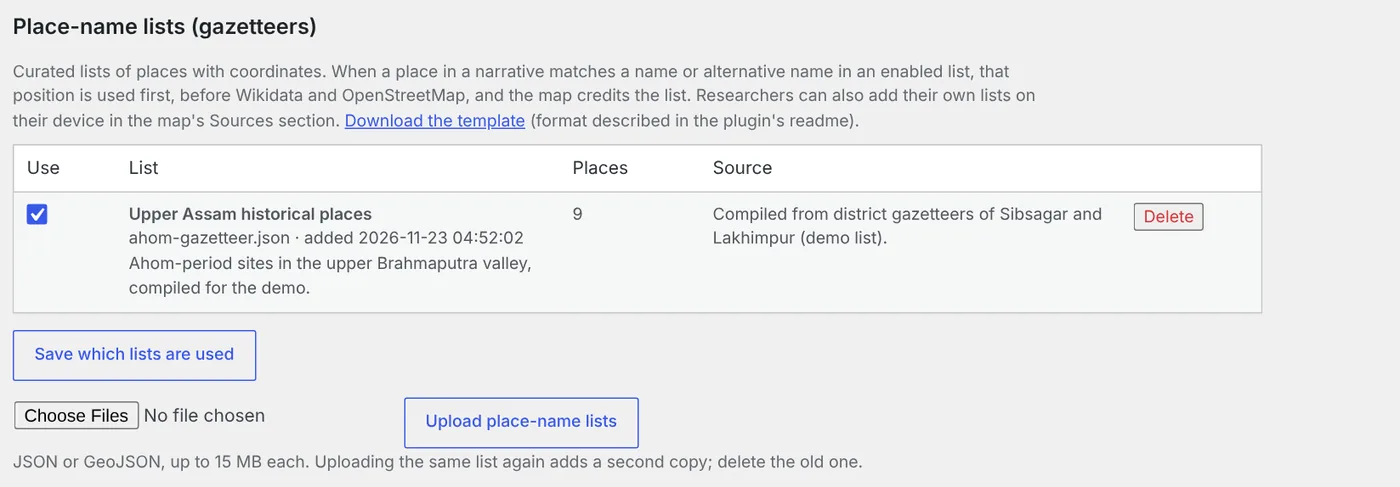 Place-name lists (gazetteers)
Curated lists of places with coordinates. When a place in a narrative matches a name or alternative name in an enabled list, that
position is used first, before Wikidata and OpenStreetMap, and the map credits the list. Researchers can also add their own lists on
their device in the map's Sources section. Download the template (format described in the plugin's readme).
Use List Places Source
Upper Assam historical places 9 Compiled from district gazetteers of Sibsagar and Delete
ahom-gazetteer.json · added 2026-11-23 04:52:02 Lakhimpur (demo list).
Ahom-period sites in the upper Brahmaputra valley,
compiled for the demo.
Save which lists are used
Choose Files No file chosen Upload place-name lists
JSON or GeoJSON, up to 15 MB each. Uploading the same list again adds a second copy; delete the old one.